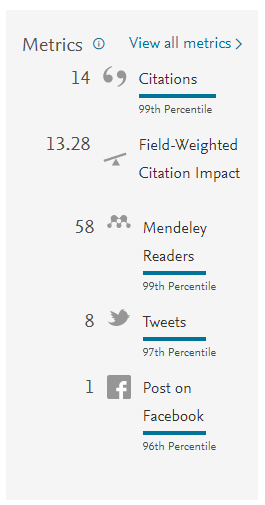 Metrics View all metrics >
14 Citations
99th Percentile
13.28 Field-Weighted
Citation Impact
58 Mendeley
Readers
99th Percentile
8 Tweets
97th Percentile
1 Post on
Facebook
96th Percentile